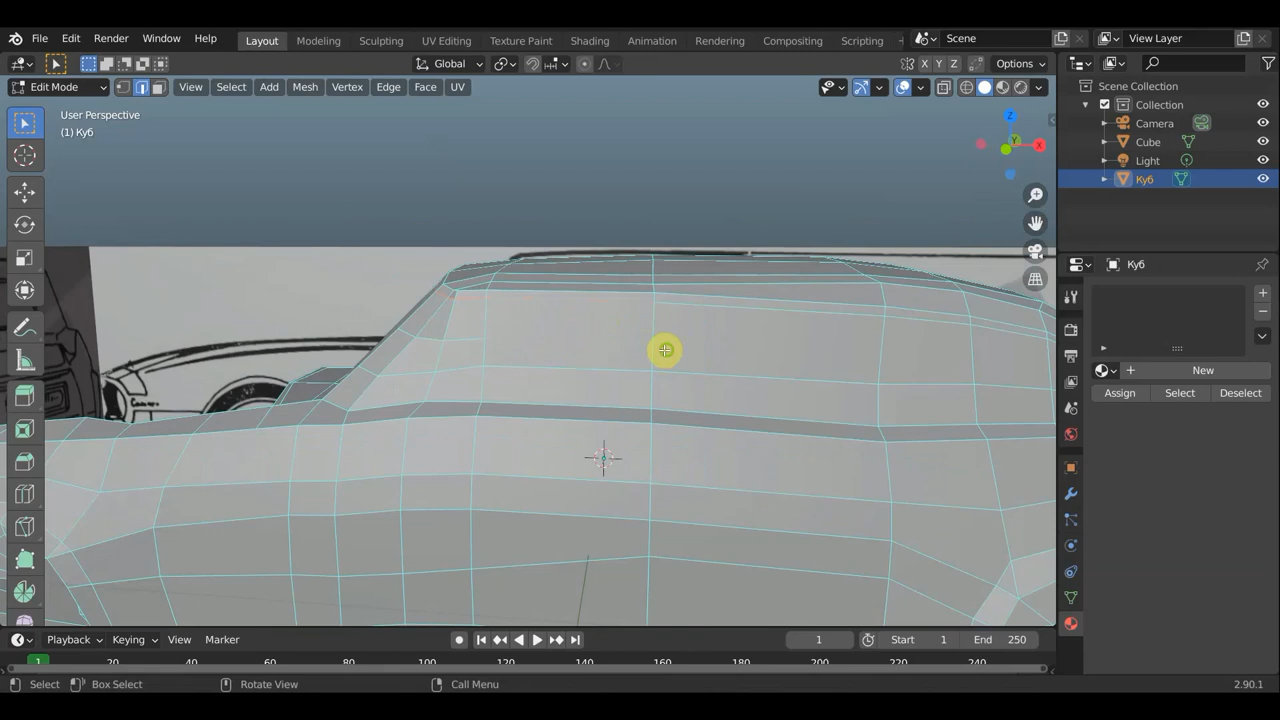 File Edit Render Window Help Layout Modeling Sculpting UV Editing Texture Paint Shading Animation Rendering Compositing Scripting + Scene View Layer
Global Options
Edit Mode View Select Add Mesh Vertex Edge Face UV X Y Z
User Perspective
(1) Куб
Z
Y X
Scene Collection
Collection
Camera
Cube
Light
Куб
Куб
New
Assign Select Deselect
Playback Keying View Marker 1 Start 1 End 250
1 20 40 60 80 100 120 140 160 180 200 220 240
Select Box Select Rotate View Call Menu 2.90.1